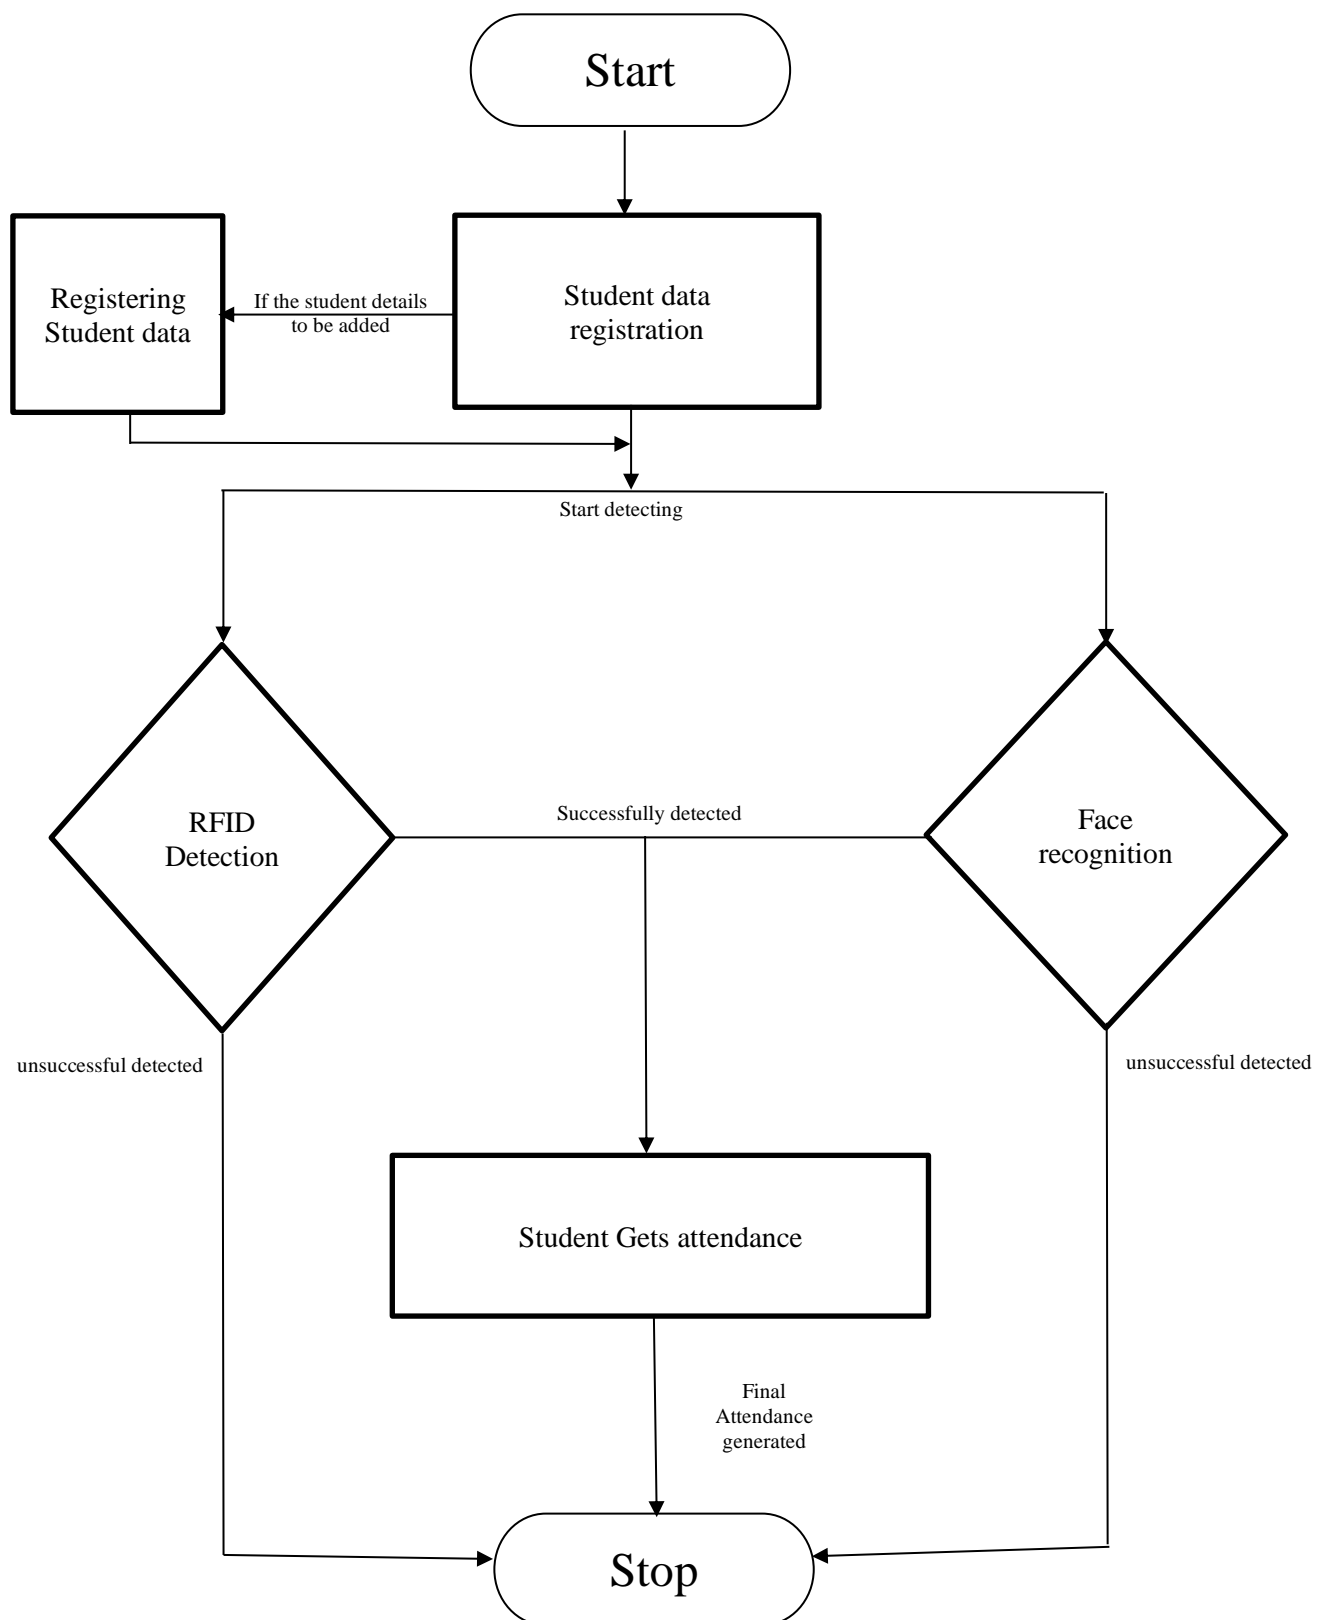 Start
Registering
Student data
If the student details
to be added
Student data
registration
Start detecting
RFID
Detection
Successfully detected
Face
recognition
unsuccessful detected
unsuccessful detected
Student Gets attendance
Final
Attendance
generated
Stop